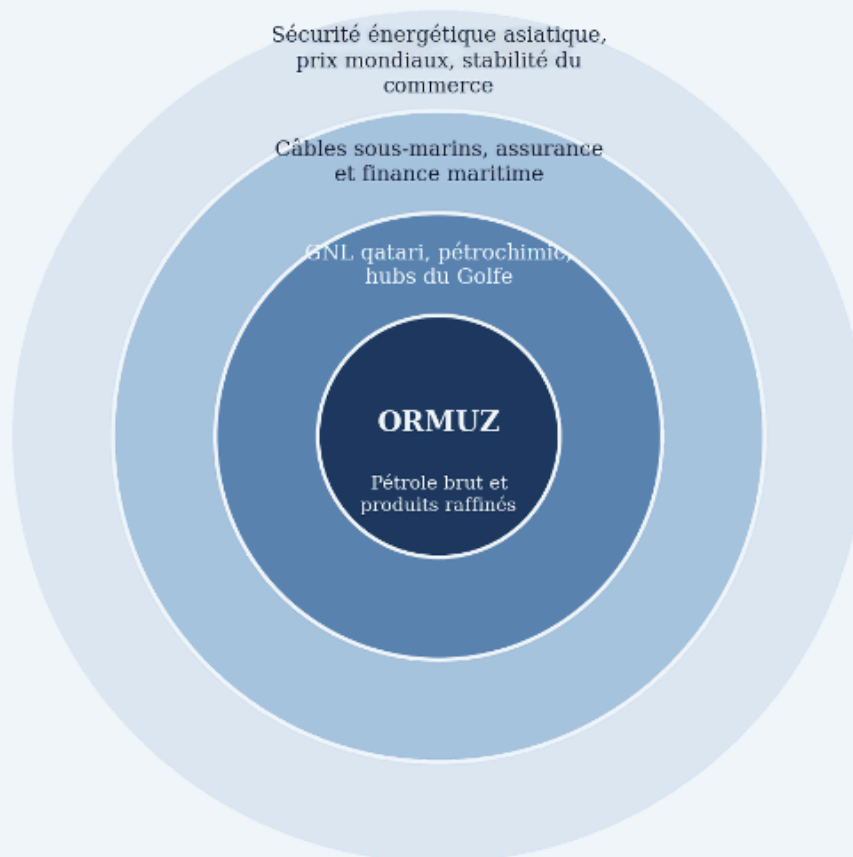 Sécurité énergétique asiatique,
prix mondiaux, stabilité du
commerce
Câbles sous-marins, assurance
et finance maritime
GNL qatari, pétrochimie,
hubs du Golfe
ORMUZ
Pétrole brut et
produits raffinés